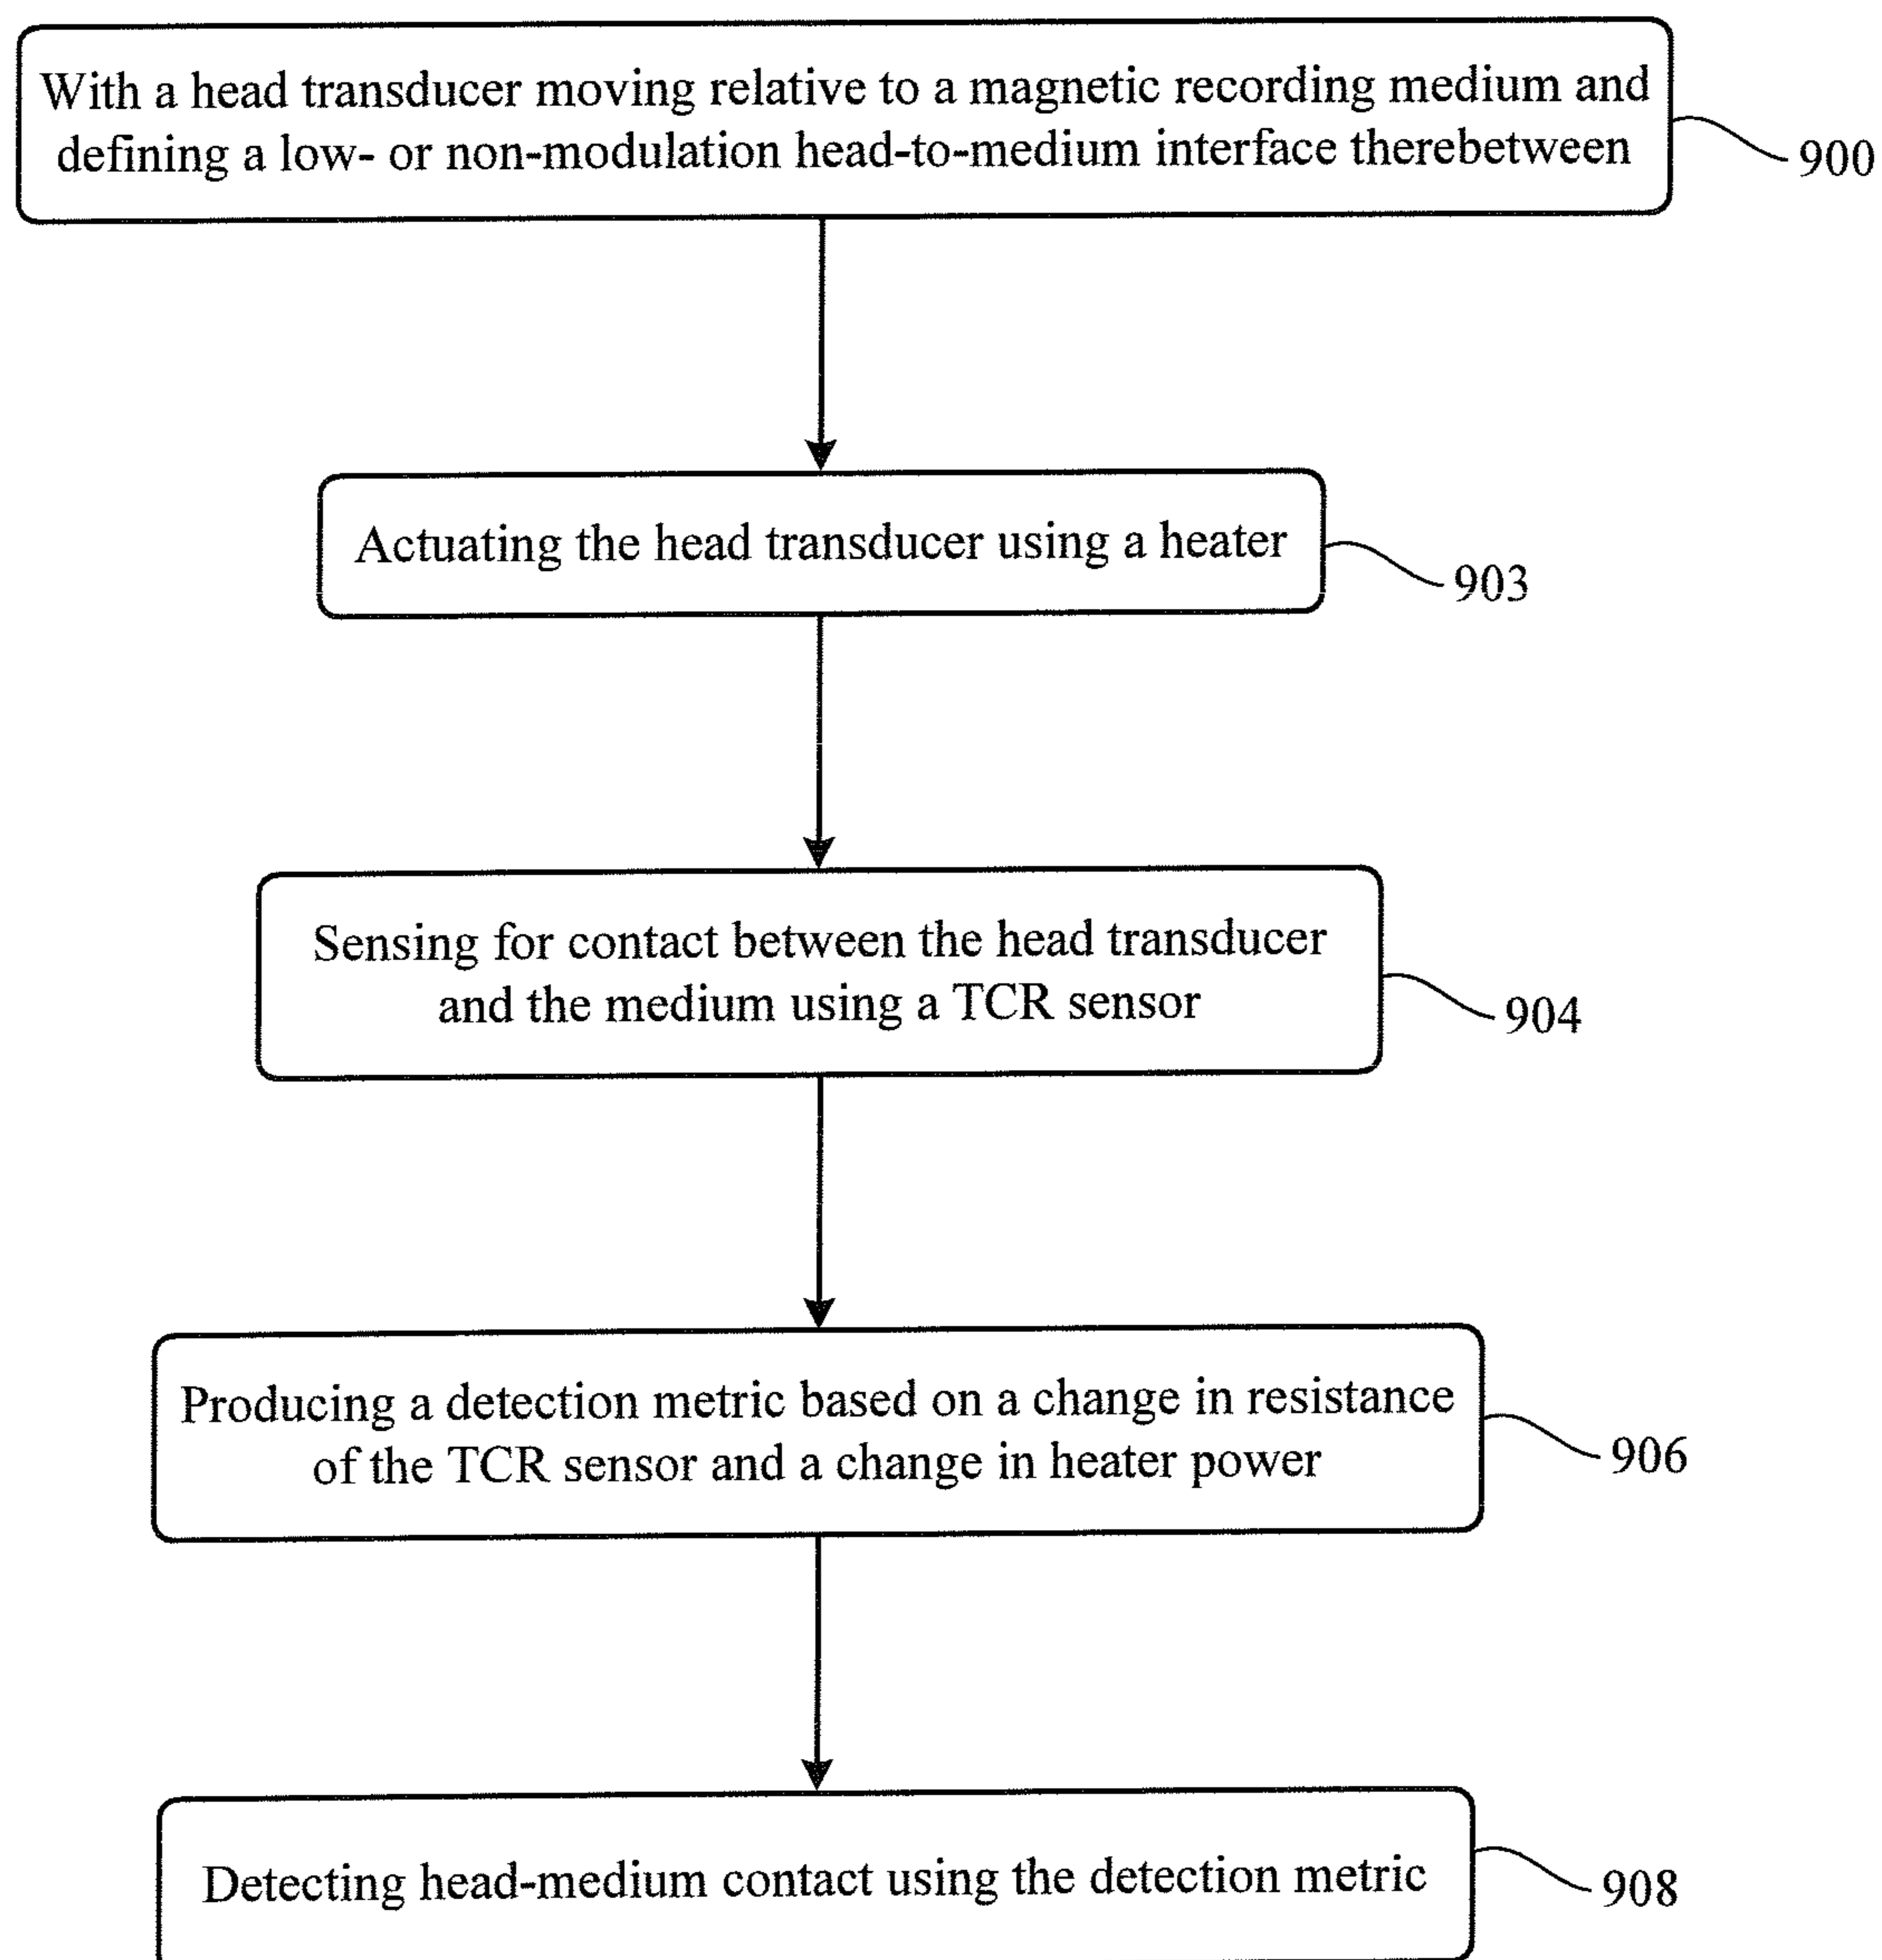 With a head transducer moving relative to a magnetic recording medium and
defining a low- or non-modulation head-to-medium interface therebetween
900
Actuating the head transducer using a heater
903
Sensing for contact between the head transducer
and the medium using a TCR sensor
904
Producing a detection metric based on a change in resistance
of the TCR sensor and a change in heater power
906
Detecting head-medium contact using the detection metric
908